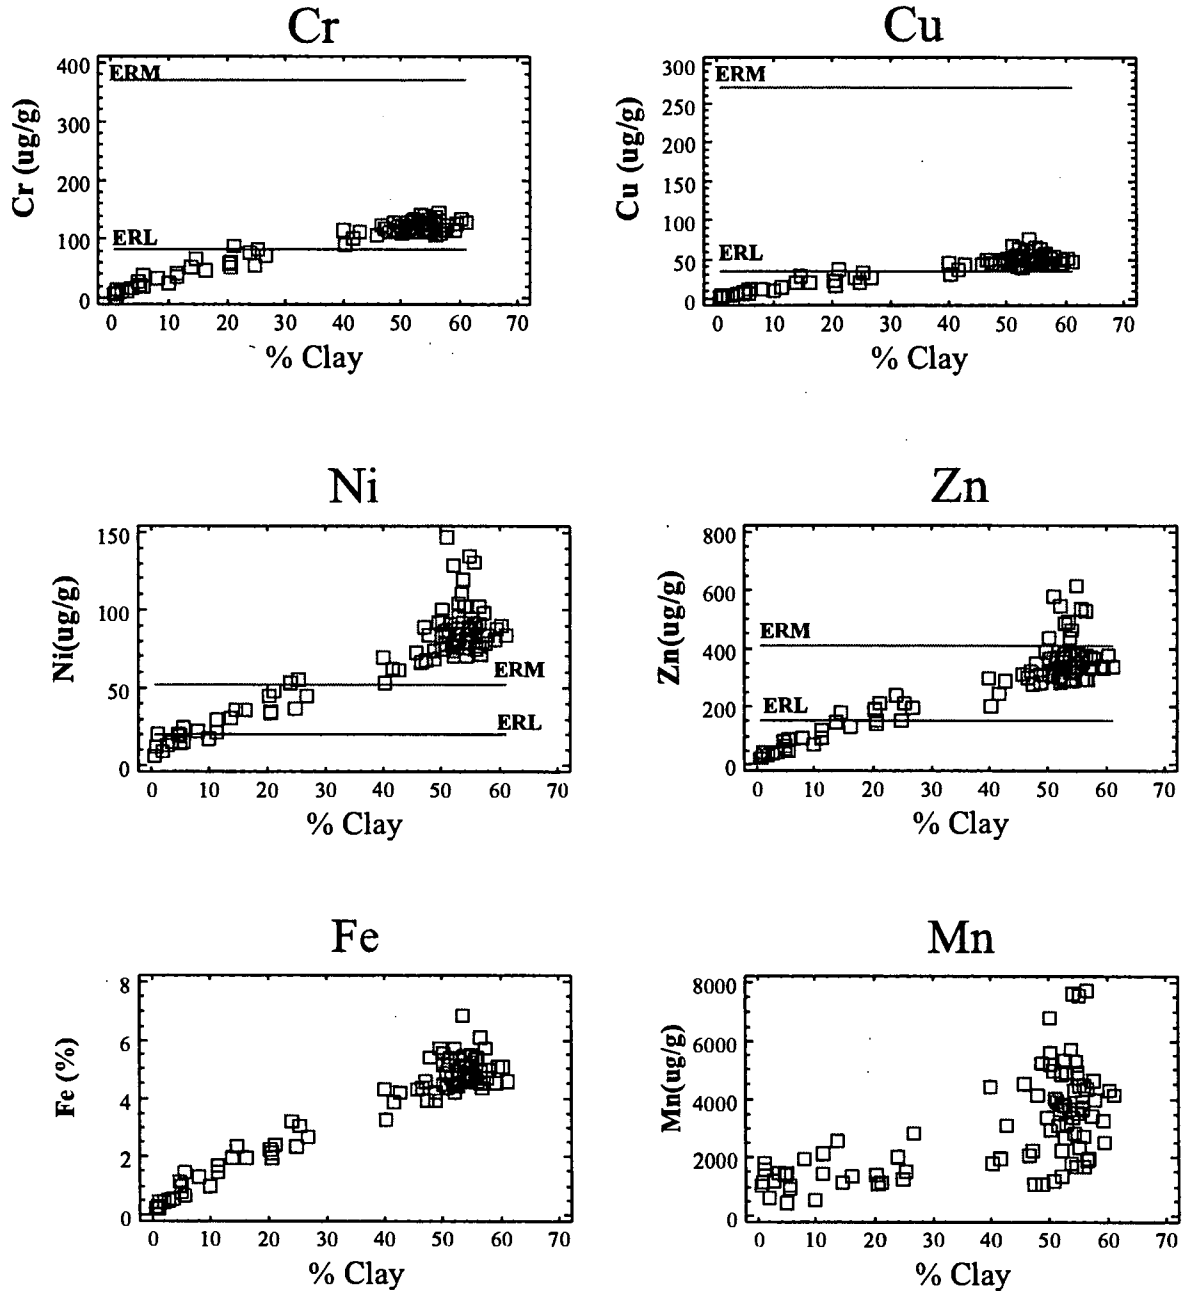 Cr
400
300
200
100
0
Cr (ug/g)
ERM
ERL
0 10 20 30 40 50 60 70
% Clay
Cu
300
250
200
150
100
50
0
Cu (ug/g)
ERM
ERL
0 10 20 30 40 50 60 70
% Clay
Ni
150
100
50
0
Ni(ug/g)
ERM
ERL
0 10 20 30 40 50 60 70
% Clay
Zn
800
600
400
200
0
Zn(ug/g)
ERM
ERL
0 10 20 30 40 50 60 70
% Clay
Fe
8
6
4
2
0
Fe (%)
0 10 20 30 40 50 60 70
% Clay
Mn
8000
6000
4000
2000
0
Mn(ug/g)
0 10 20 30 40 50 60 70
% Clay